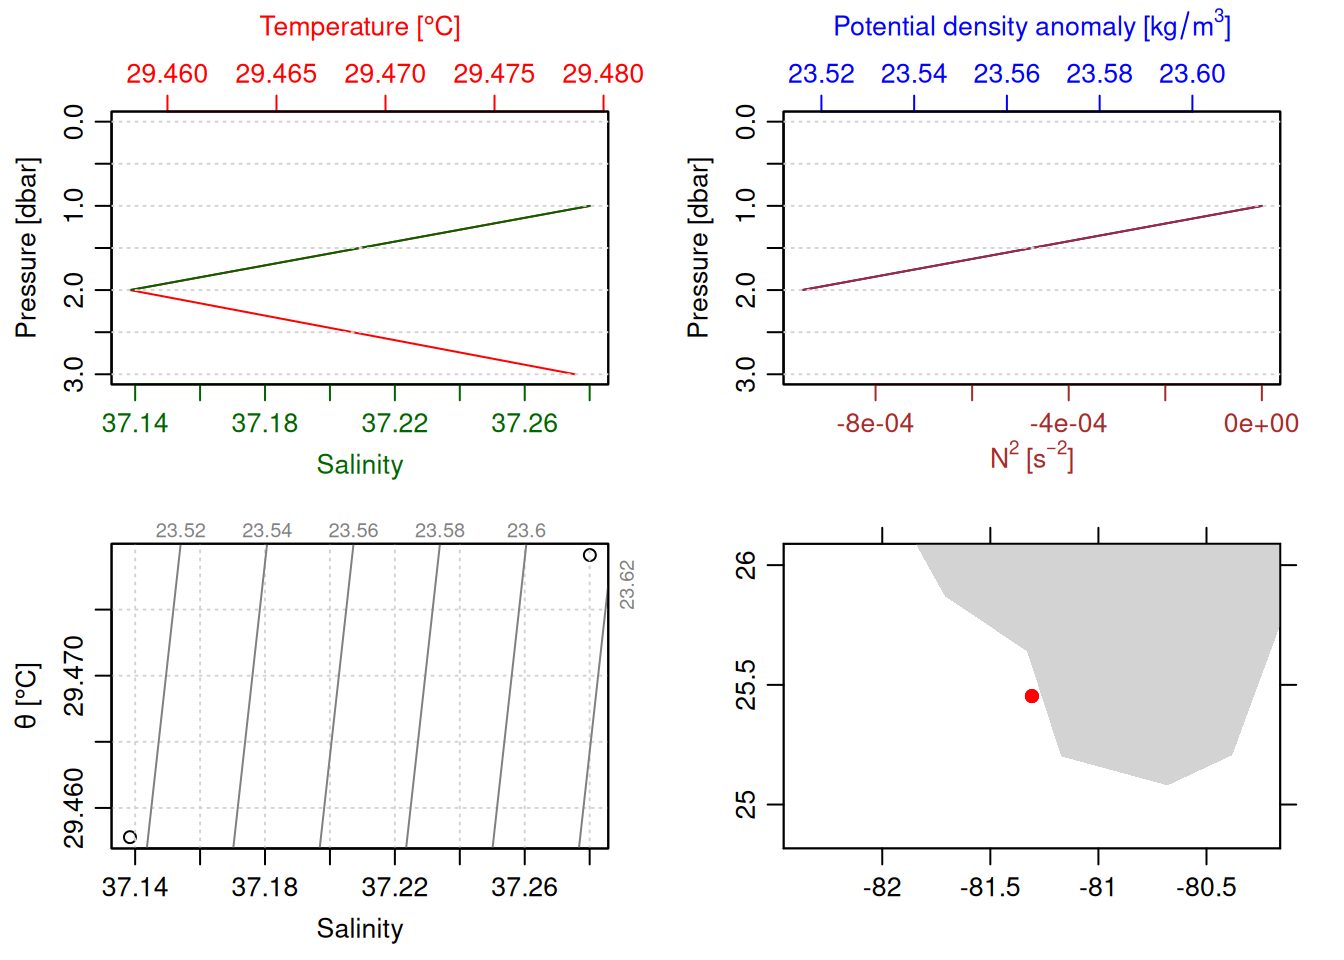 Temperature [°C]
29.460 29.465 29.470 29.475 29.480
0.0
1.0
2.0
3.0
Pressure [dbar]
37.14 37.18 37.22 37.26
Salinity
Potential density anomaly [kg/m³]
23.52 23.54 23.56 23.58 23.60
0.0
1.0
2.0
3.0
Pressure [dbar]
-8e-04 -4e-04 0e+00
N² [s⁻²]
23.52 23.54 23.56 23.58 23.6
23.62
29.470
29.460
θ [°C]
37.14 37.18 37.22 37.26
Salinity
26
25.5
25
-82 -81.5 -81 -80.5